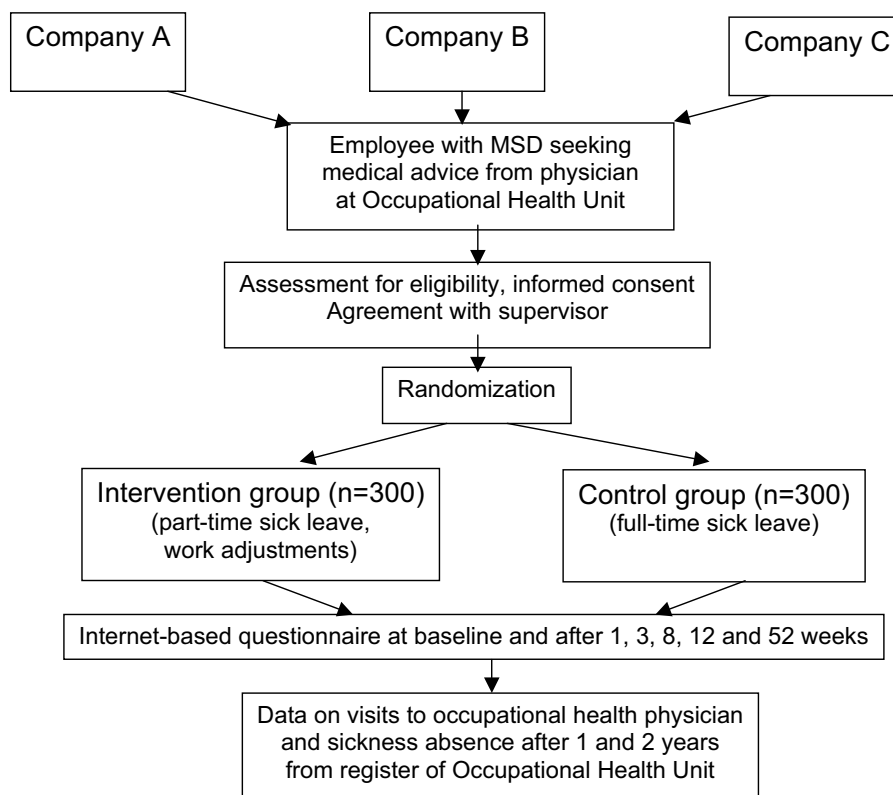 Company A
Company B
Company C
Employee with MSD seeking
medical advice from physician
at Occupational Health Unit
Assessment for eligibility, informed consent
Agreement with supervisor
Randomization
Intervention group (n=300)
(part-time sick leave,
work adjustments)
Control group (n=300)
(full-time sick leave)
Internet-based questionnaire at baseline and after 1, 3, 8, 12 and 52 weeks
Data on visits to occupational health physician
and sickness absence after 1 and 2 years
from register of Occupational Health Unit